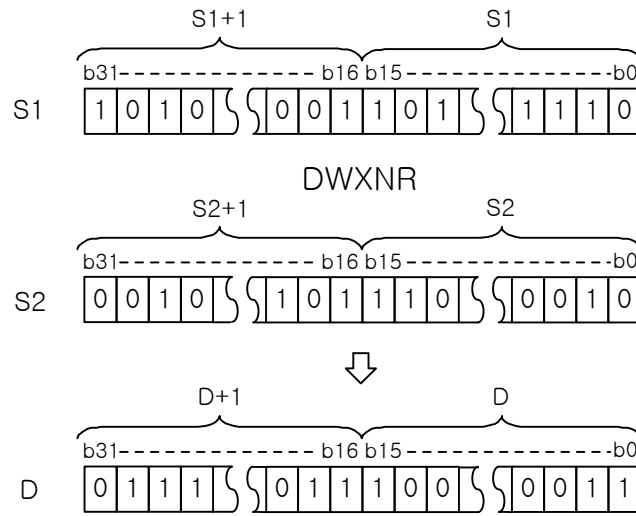 S1+1 S1
b31 b16 b15 b0
S1 1 0 1 0 0 0 1 1 0 1 1 1 1 0
DWXNR
S2+1 S2
b31 b16 b15 b0
S2 0 0 1 0 1 0 1 1 1 0 0 0 1 0
D+1 D
b31 b16 b15 b0
D 0 1 1 1 0 1 1 1 0 0 0 0 1 1